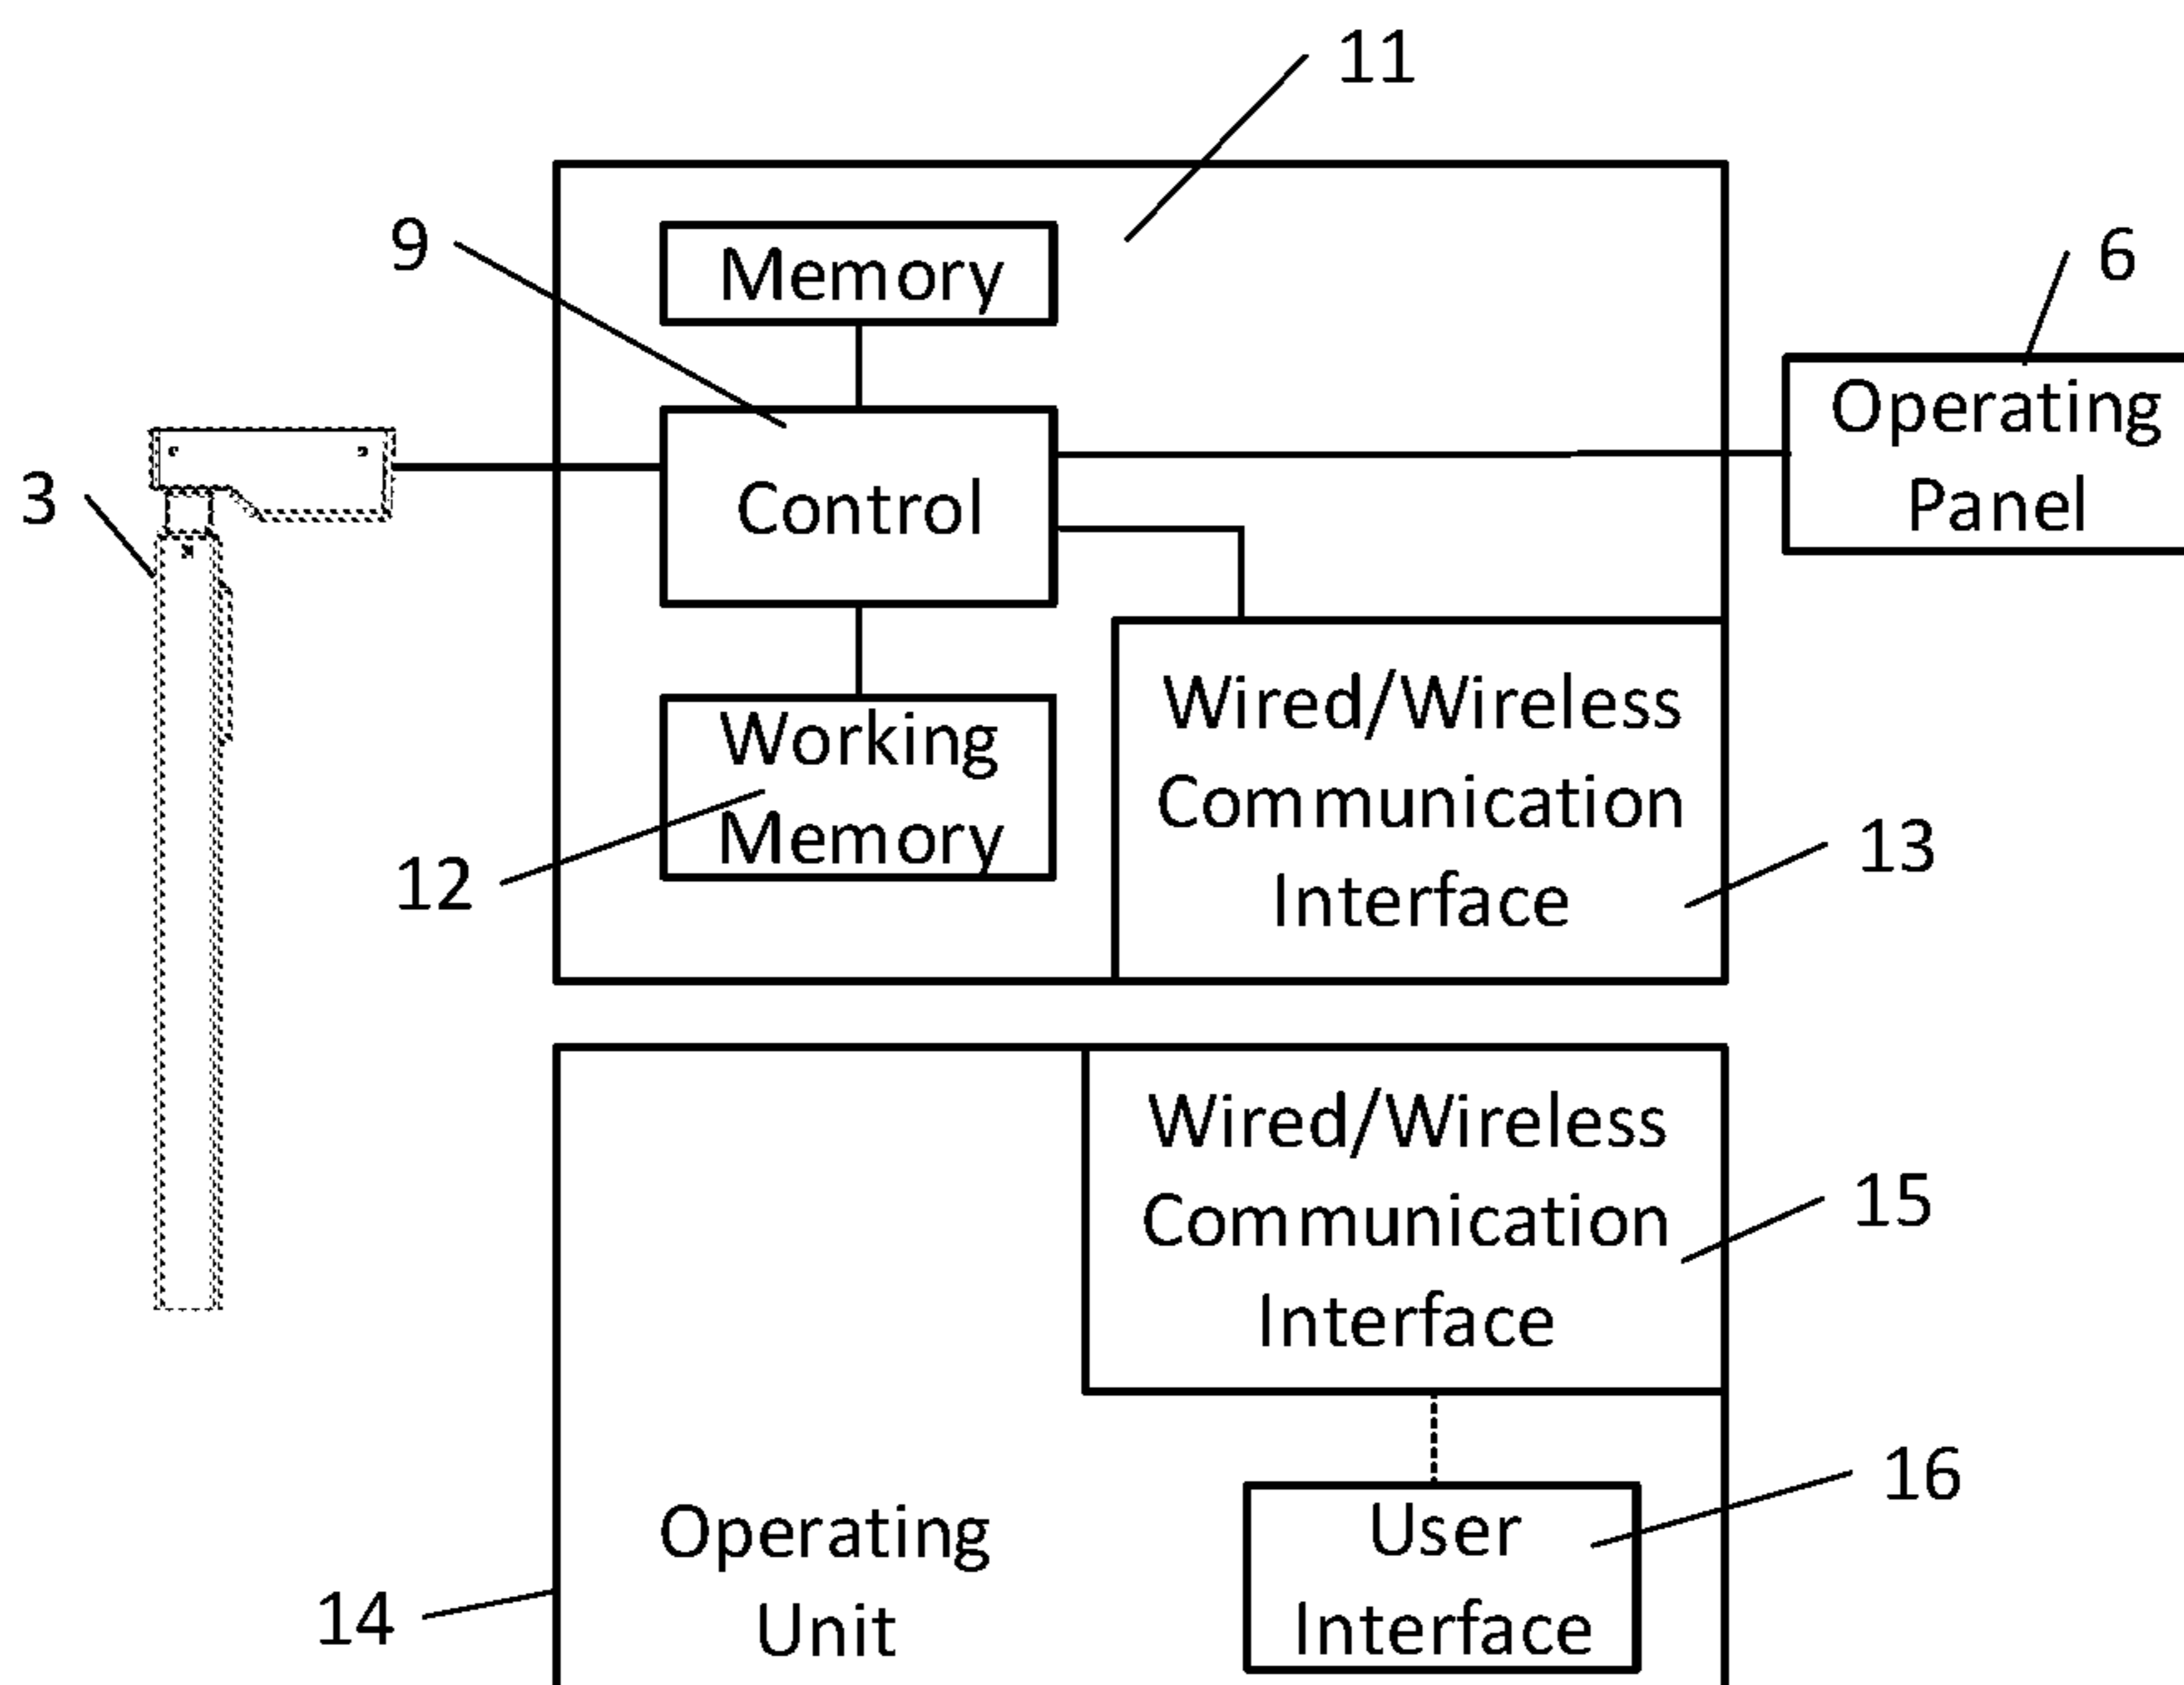 11
9
Memory
6
Operating
Panel
3
Control
Working
Memory
12
Wired/Wireless
Communication
Interface
13
Wired/Wireless
Communication
Interface
15
16
User
Interface
Operating
Unit
14